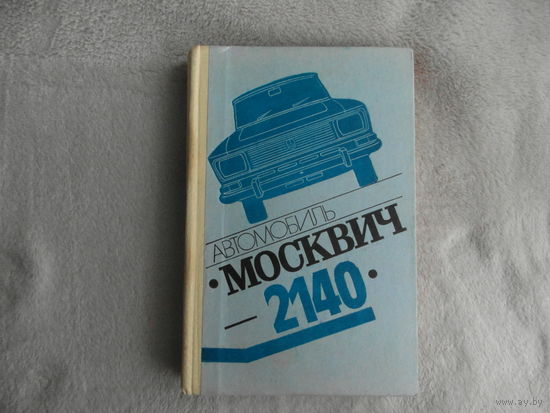 АВТОМОБИЛЬ
• МОСКВИЧ
— 2140 •
www.ay.by